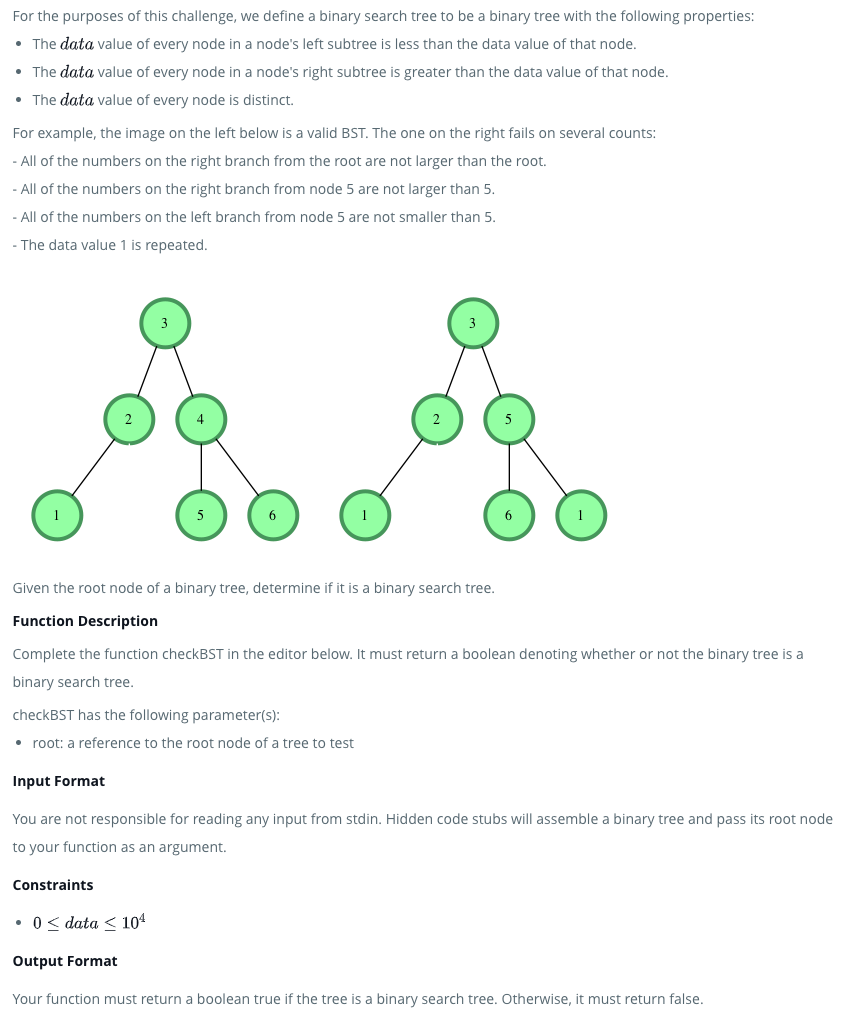 For the purposes of this challenge, we define a binary search tree to be a binary tree with the following properties:
• The data value of every node in a node's left subtree is less than the data value of that node.
• The data value of every node in a node's right subtree is greater than the data value of that node.
• The data value of every node is distinct.
For example, the image on the left below is a valid BST. The one on the right fails on several counts:
- All of the numbers on the right branch from the root are not larger than the root.
- All of the numbers on the right branch from node 5 are not larger than 5.
- All of the numbers on the left branch from node 5 are not smaller than 5.
- The data value 1 is repeated.
3 3
2 4 2 5
1 5 6 1 6 1
Given the root node of a binary tree, determine if it is a binary search tree.
Function Description
Complete the function checkBST in the editor below. It must return a boolean denoting whether or not the binary tree is a
binary search tree.
checkBST has the following parameter(s):
• root: a reference to the root node of a tree to test
Input Format
You are not responsible for reading any input from stdin. Hidden code stubs will assemble a binary tree and pass its root node
to your function as an argument.
Constraints
• 0 ≤ data ≤ 10⁴
Output Format
Your function must return a boolean true if the tree is a binary search tree. Otherwise, it must return false.